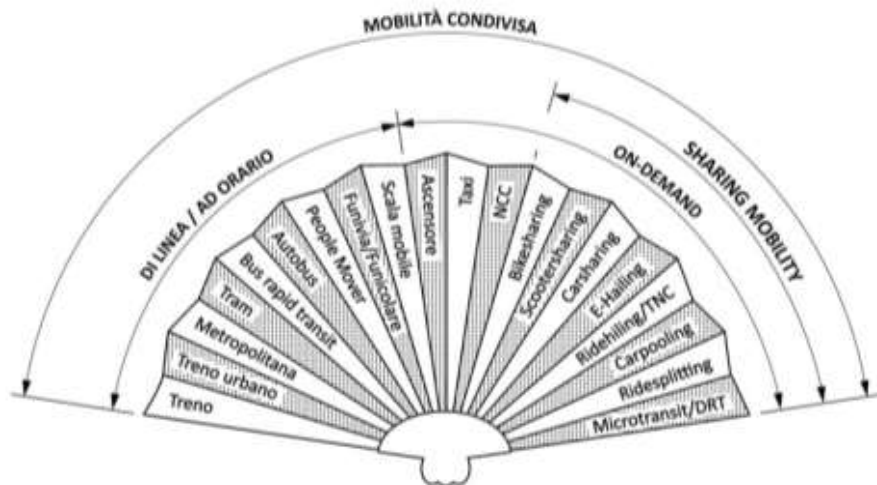 MOBILITÀ CONDIVISA
DI LINEA / AD ORARIO
ON-DEMAND
SHARING MOBILITY
Treno
Treno urbano
Metropolitana
Tram
Bus rapid transit
Autobus
People Mover
Funivia/Funicolare
Scala mobile
Ascensore
Taxi
NCC
Bikesharing
Scootersharing
Carsharing
E-Hailing
Ridehiling/TNC
Carpooling
Ridesplitting
Microtransit/DRT